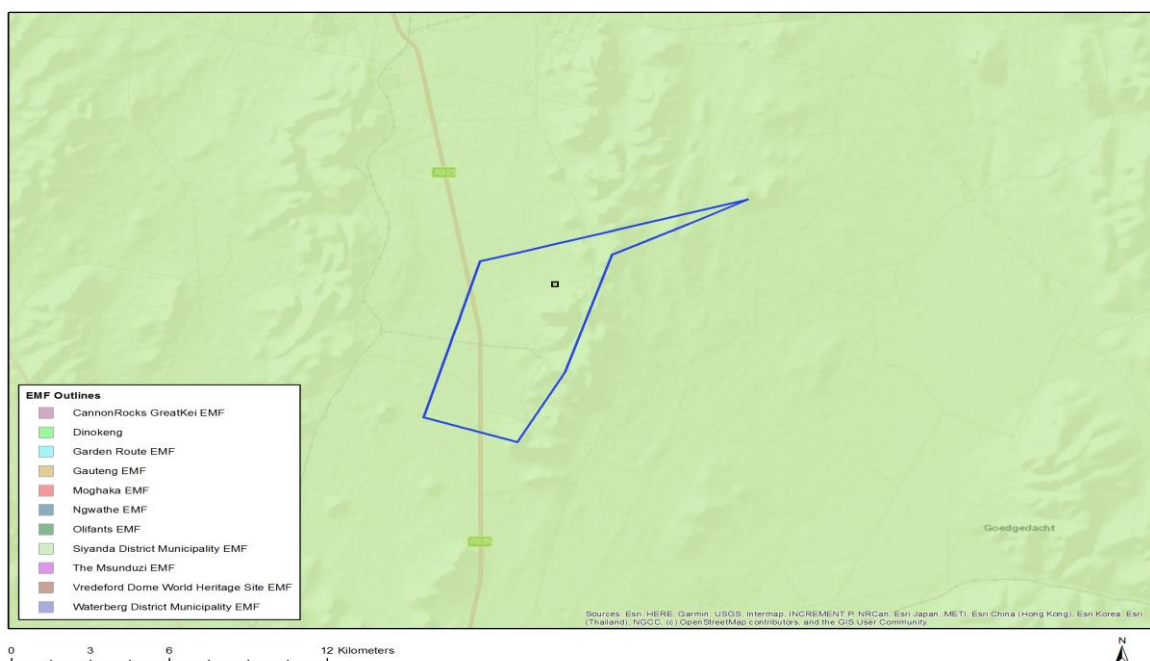 EMF Outlines
CannonRocks GreatKei EMF
Dinokeng
Garden Route EMF
Gauteng EMF
Moghaka EMF
Ngwathe EMF
Olifants EMF
Siyanda District Municipality EMF
The Msunduzi EMF
Vredeford Dome World Heritage Site EMF
Waterberg District Municipality EMF
Goedgedacht
Sources: Esri, HERE, Garmin, USGS, Intermap, INCREMENT P, NRCan, Esri Japan, METI, Esri China (Hong Kong), Esri Korea, Esri
(Thailand), NGCC, (c) OpenStreetMap contributors, and the GIS User Community
0 3 6 12 Kilometers
N